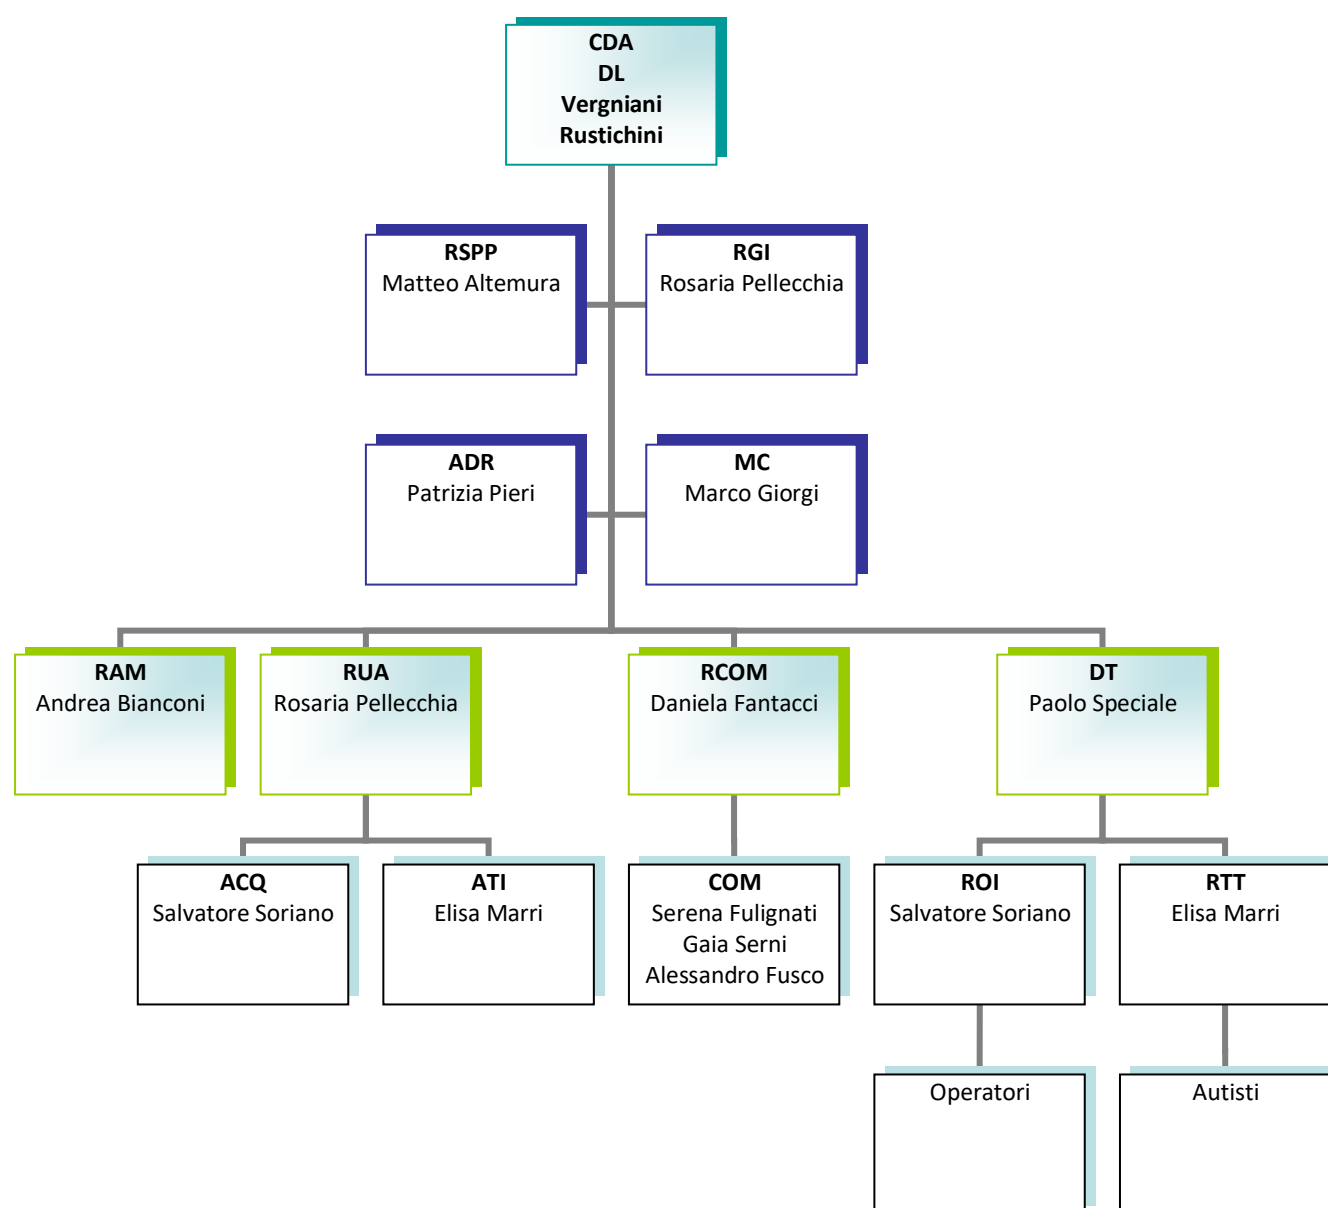 CDA
DL
Vergniani
Rustichini
RSPP
Matteo Altemura
RGI
Rosaria Pellecchia
ADR
Patrizia Pieri
MC
Marco Giorgi
RAM
Andrea Bianconi
RUA
Rosaria Pellecchia
RCOM
Daniela Fantacci
DT
Paolo Speciale
ACQ
Salvatore Soriano
ATI
Elisa Marri
COM
Serena Fulignati
Gaia Serni
Alessandro Fusco
ROI
Salvatore Soriano
RTT
Elisa Marri
Operatori
Autisti